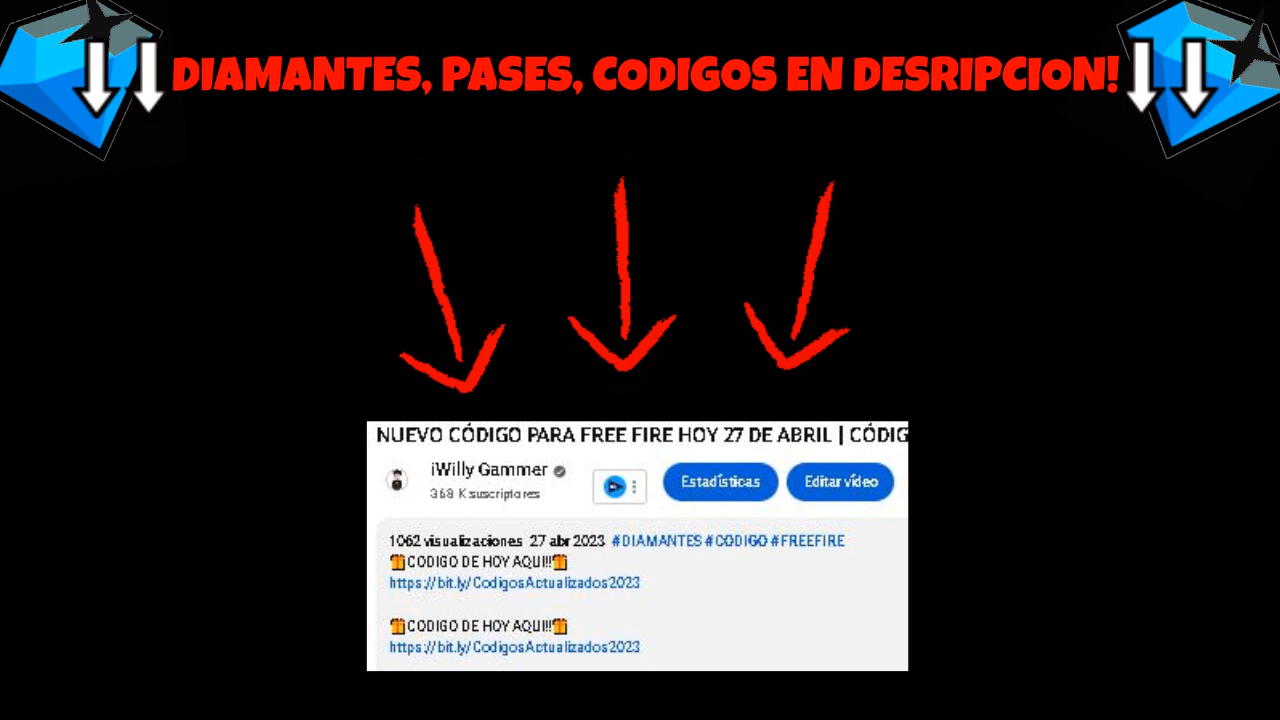 DIAMANTES, PASES, CODIGOS EN DESRIPCION!
NUEVO CÓDIGO PARA FREE FIRE HOY 27 DE ABRIL | CÓDIG
iWilly Gammer
368 K suscriptores
Estadísticas
Editar vídeo
1062 visualizaciones 27 abr 2023 #DIAMANTES #CODIGO #FREEFIRE
🎁CODIGO DE HOY AQUI!!!🎁
https://bit.ly/CodigosActualizados2023
🎁CODIGO DE HOY AQUI!!!🎁
https://bit.ly/CodigosActualizados2023